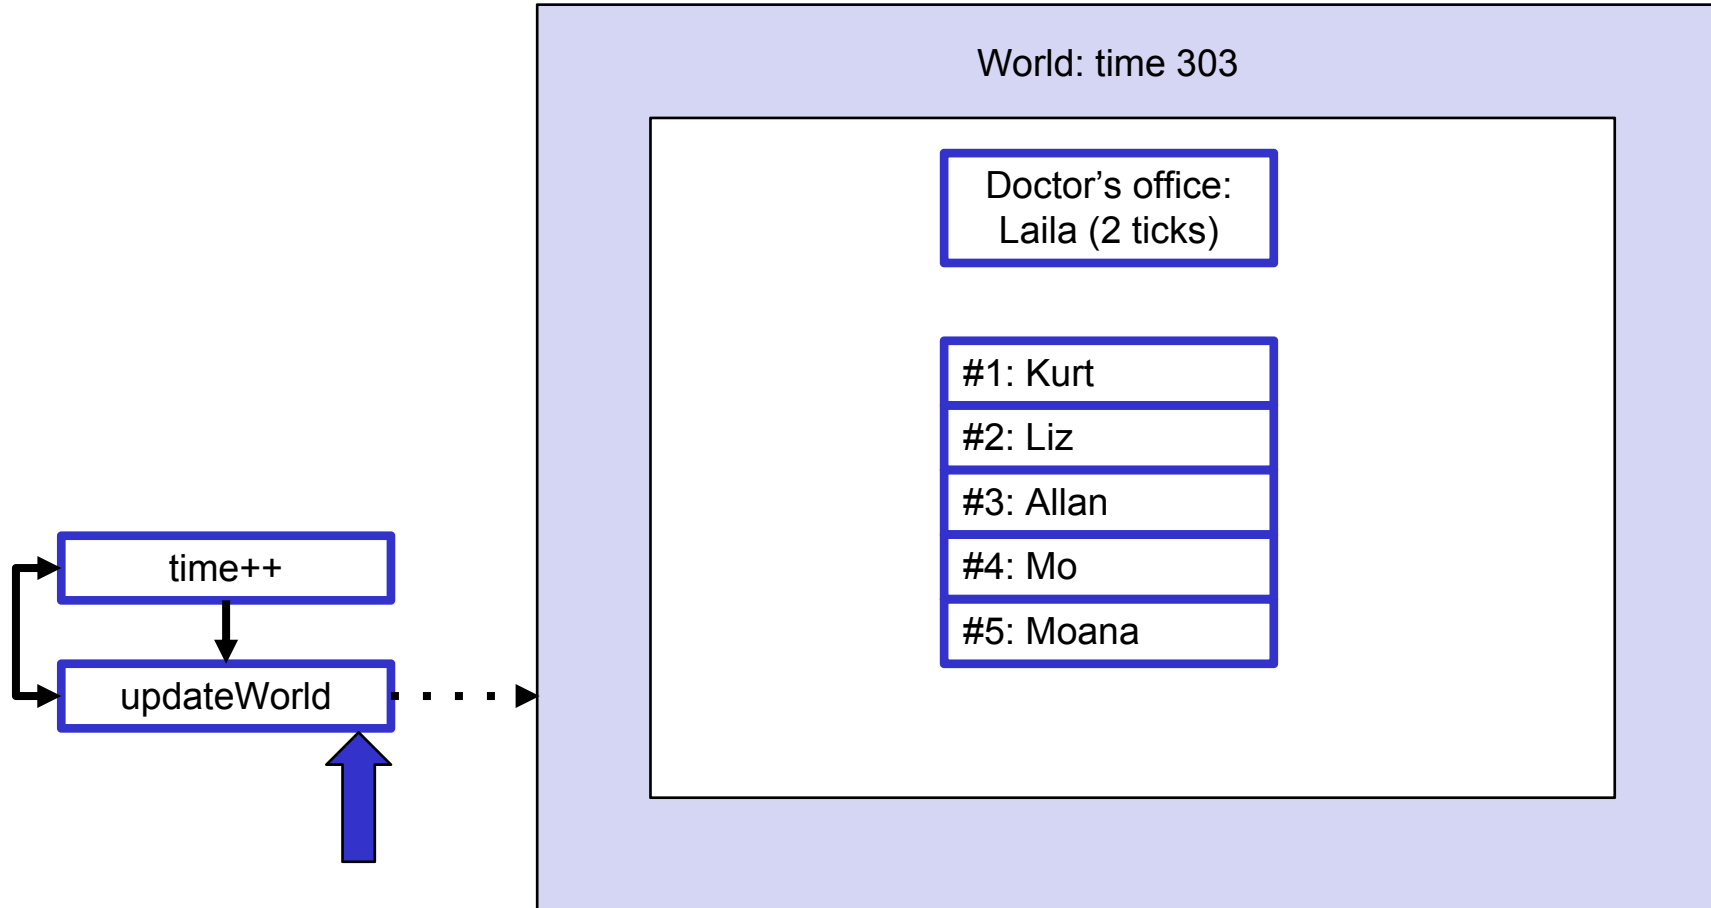 World: time 303
Doctor’s office:
Laila (2 ticks)
#1: Kurt
#2: Liz
#3: Allan
#4: Mo
#5: Moana
time++
updateWorld